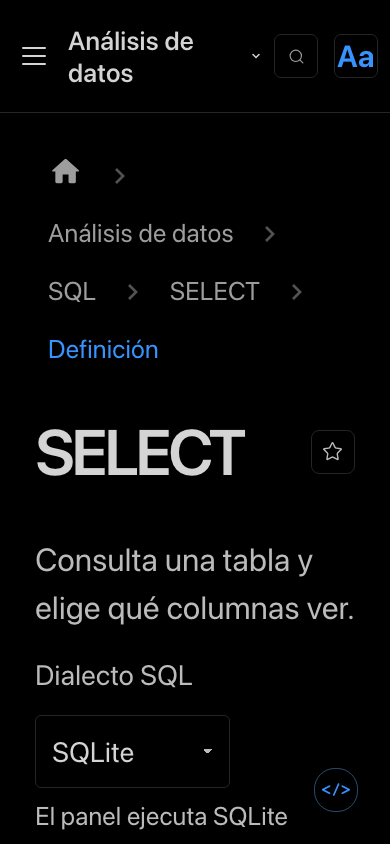 Análisis de
datos
Aa
Análisis de datos
SQL
SELECT
Definición
SELECT
Consulta una tabla y
elige qué columnas ver.
Dialecto SQL
SQLite
</>
El panel ejecuta SQLite